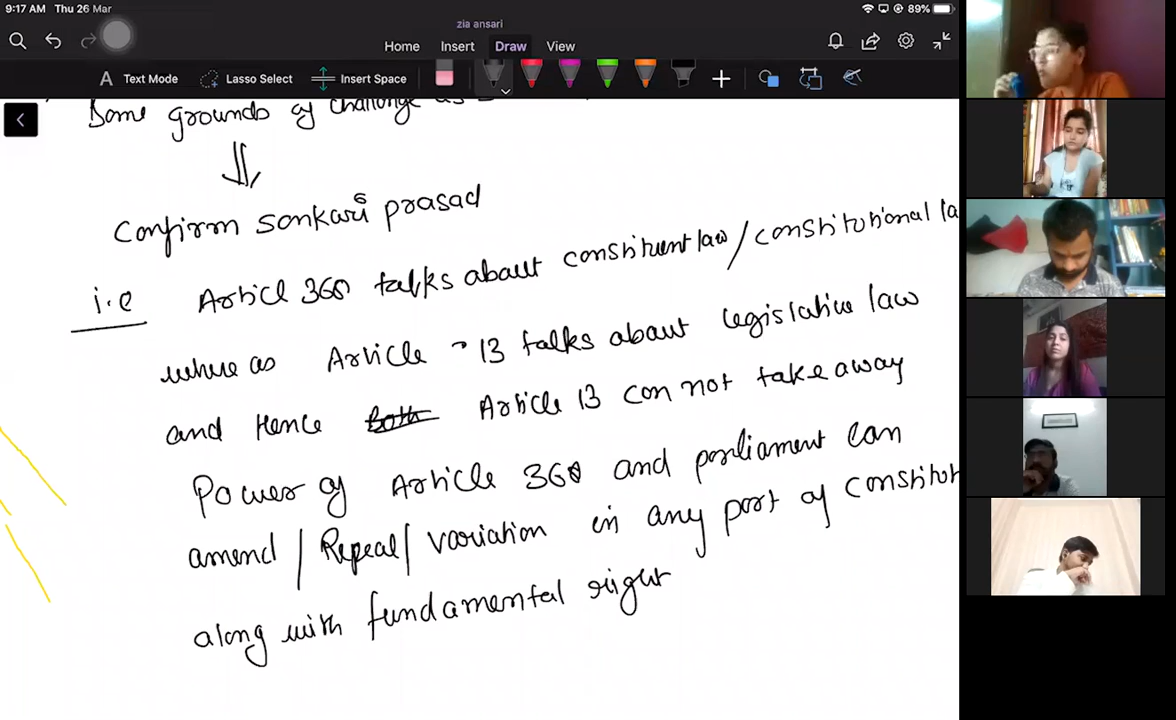 9:17 AM Thu 26 Mar
89%
zia ansari
Home Insert Draw View
A Text Mode Lasso Select Insert Space
Some grounds of challenge as
Confirm Sankari prasad
i.e Article 368 talks about constituent law / constitutional la
where as Article - 13 talks about legislative law
and Hence Both Article 13 can not take away
Power of Article 368 and parliament can
amend / Repeal / variation in any part of constitut
along with fundamental right